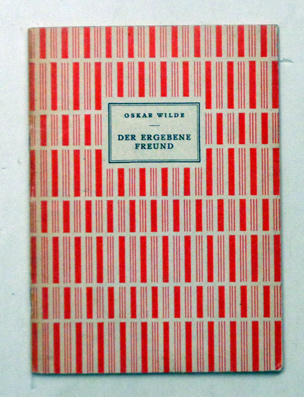 OSKAR WILDE
DER ERGEBENE
FREUND